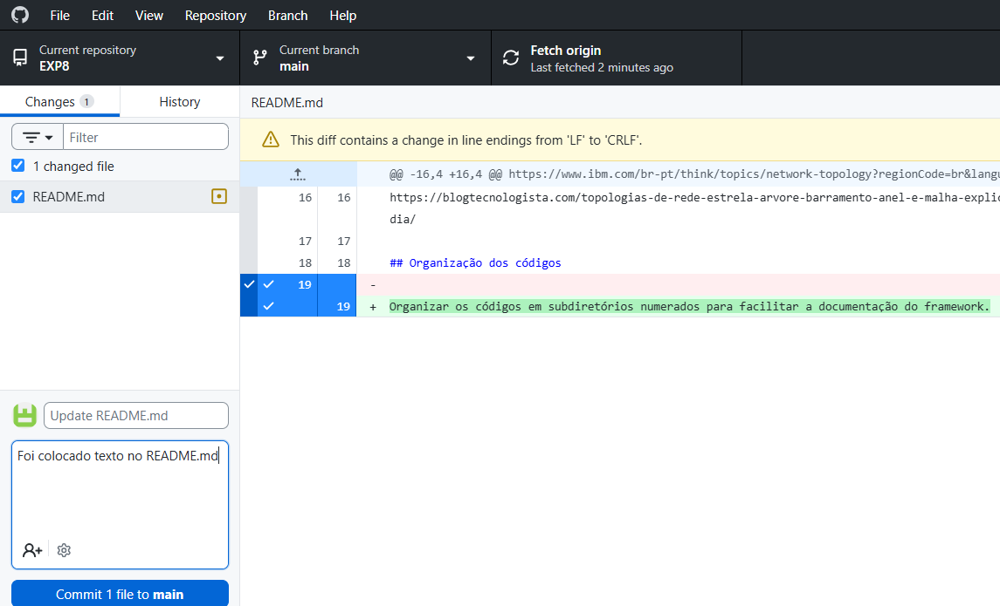 File Edit View Repository Branch Help
Current repository
EXP8
Current branch
main
Fetch origin
Last fetched 2 minutes ago
Changes 1 History
Filter
1 changed file
README.md
Update README.md
Foi colocado texto no README.md
Commit 1 file to main
README.md
This diff contains a change in line endings from 'LF' to 'CRLF'.
@@ -16,4 +16,4 @@ https://www.ibm.com/br-pt/think/topics/network-topology?regionCode=br&langu
16 16 https://blogtecnologista.com/topologias-de-rede-estrela-arvore-barramento-anel-e-malha-explic
dia/
17 17
18 18 ## Organização dos códigos
19 -
19 + Organizar os códigos em subdiretórios numerados para facilitar a documentação do framework.